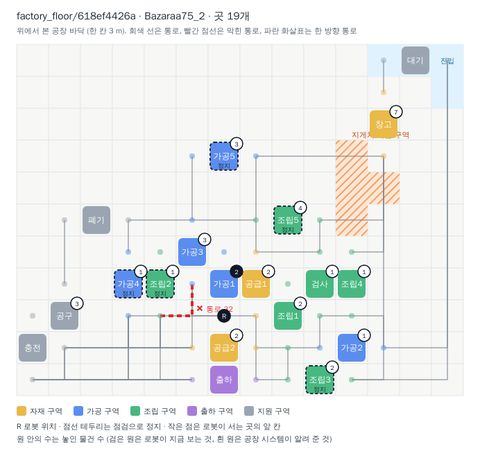 factory_floor/618ef4426a · Bazaraa75_2 · 곳 19개
위에서 본 공장 바닥 (한 칸 3 m). 회색 선은 통로, 빨간 점선은 막힌 통로, 파란 화살표는 한 방향 통로
대기
진입
7
창고
지게차 구역
3
가공5
정지
4
조립5
정지
폐기
3
가공3
1
가공4
정지
1
조립2
정지
2
가공1
2
공급1
1
검사
1
조립4
3
공구
✕ 통로 22
R
2
조립1
충전
2
공급2
2
가공2
출하
2
조립3
정지
자재 구역
가공 구역
조립 구역
출하 구역
지원 구역
R 로봇 위치 · 점선 테두리는 점검으로 정지 · 작은 점은 로봇이 서는 곳의 앞 칸
원 안의 수는 놓인 물건 수 (검은 원은 로봇이 지금 보는 것, 흰 원은 공장 시스템이 알려 준 것)